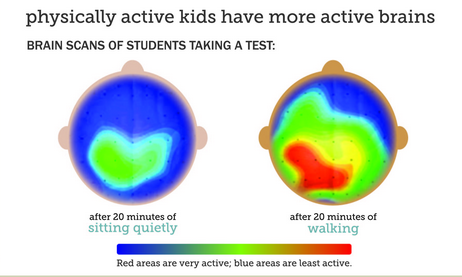 physically active kids have more active brains
BRAIN SCANS OF STUDENTS TAKING A TEST:
after 20 minutes of
sitting quietly
after 20 minutes of
walking
Red areas are very active; blue areas are least active.